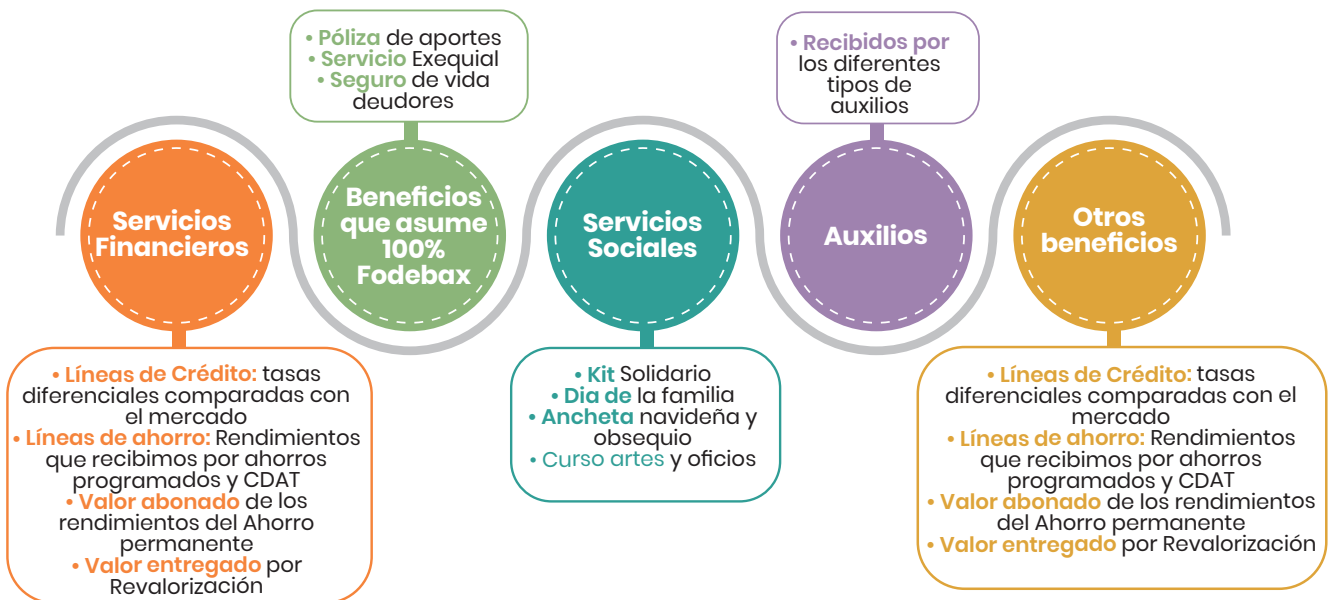 Servicios
Financieros
• Líneas de Crédito: tasas
diferenciales comparadas con
el mercado
• Líneas de ahorro: Rendimientos
que recibimos por ahorros
programados y CDAT
• Valor abonado de los
rendimientos del Ahorro
permanente
• Valor entregado por
Revalorización
• Póliza de aportes
• Servicio Exequial
• Seguro de vida
deudores
Beneficios
que asume
100%
Fodebax
Servicios
Sociales
• Kit Solidario
• Dia de la familia
• Ancheta navideña y
obsequio
• Curso artes y oficios
• Recibidos por
los diferentes
tipos de
auxilios
Auxilios
Otros
beneficios
• Líneas de Crédito: tasas
diferenciales comparadas con el
mercado
• Líneas de ahorro: Rendimientos
que recibimos por ahorros
programados y CDAT
• Valor abonado de los rendimientos
del Ahorro permanente
• Valor entregado por Revalorización